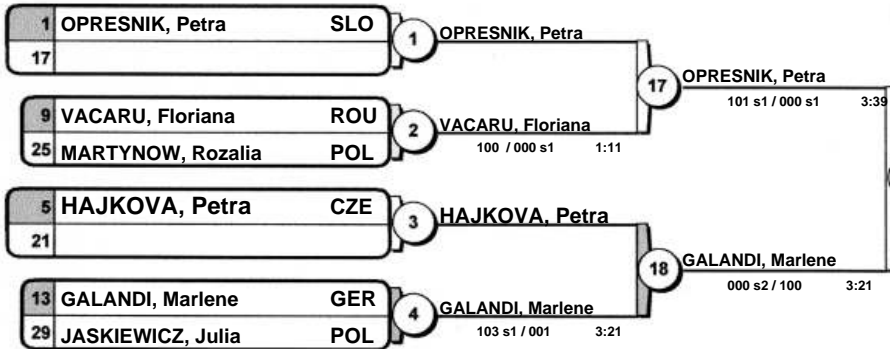 1 OPRESNIK, Petra SLO
17
1
OPRESNIK, Petra
9 VACARU, Floriana ROU
25 MARTYNOW, Rozalia POL
2
VACARU, Floriana
100 / 000 s1 1:11
17
OPRESNIK, Petra
101 s1 / 000 s1 3:39
5 HAJKOVA, Petra CZE
21
3
HAJKOVA, Petra
13 GALANDI, Marlene GER
29 JASKIEWICZ, Julia POL
4
GALANDI, Marlene
103 s1 / 001 3:21
18
GALANDI, Marlene
000 s2 / 100 3:21